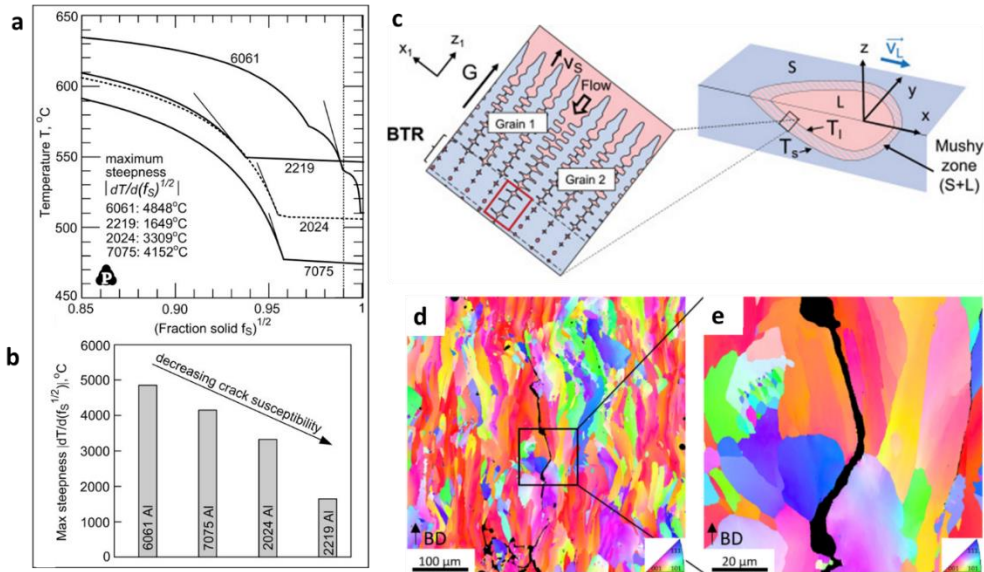 a
650
600
550
500
450
Temperature T, °C
6061
2219
2024
7075
maximum
steepness
|dT/d(fS)1/2|
6061: 4848°C
2219: 1649°C
2024: 3309°C
7075: 4152°C
P
0.85
0.90
0.95
1
(Fraction solid fS)1/2
b
6000
5000
4000
3000
2000
1000
0
Max steepness |dT/d(fS1/2)|,°C
decreasing crack susceptibility
6061 Al
7075 Al
2024 Al
2219 Al
c
x1
z1
G
vS
Flow
Grain 1
BTR
Grain 2
z
vL
S
y
L
x
Tl
Ts
Mushy
zone
(S+L)
d
BD
100 µm
e
BD
20 µm